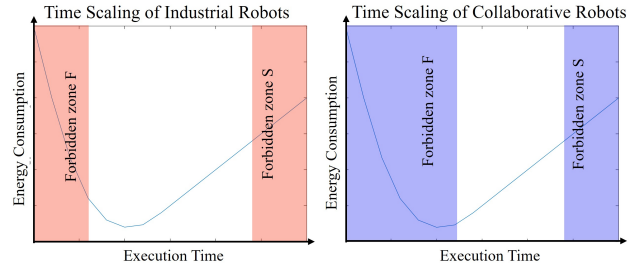 Time Scaling of Industrial Robots
Energy Consumption
Forbidden zone F
Forbidden zone S
Execution Time
Time Scaling of Collaborative Robots
Energy Consumption
Forbidden zone F
Forbidden zone S
Execution Time